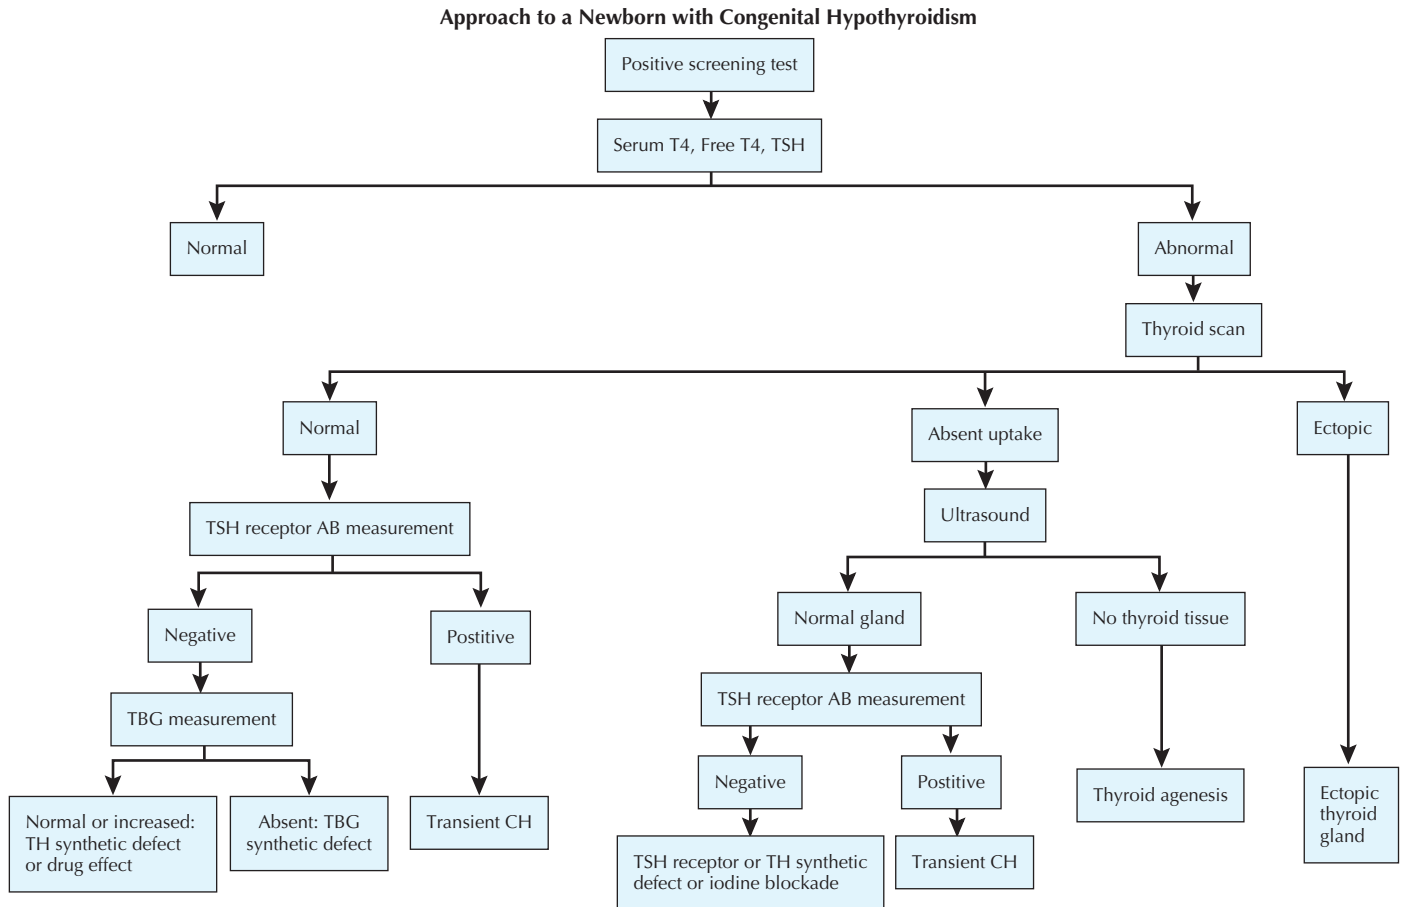 Approach to a Newborn with Congenital Hypothyroidism
Positive screening test
Serum T4, Free T4, TSH
Normal
Abnormal
Thyroid scan
Normal
Absent uptake
Ectopic
TSH receptor AB measurement
Ultrasound
Negative
Postitive
Normal gland
No thyroid tissue
TBG measurement
TSH receptor AB measurement
Negative
Postitive
Normal or increased:
TH synthetic defect
or drug effect
Absent: TBG
synthetic defect
Transient CH
TSH receptor or TH synthetic
defect or iodine blockade
Transient CH
Thyroid agenesis
Ectopic
thyroid
gland